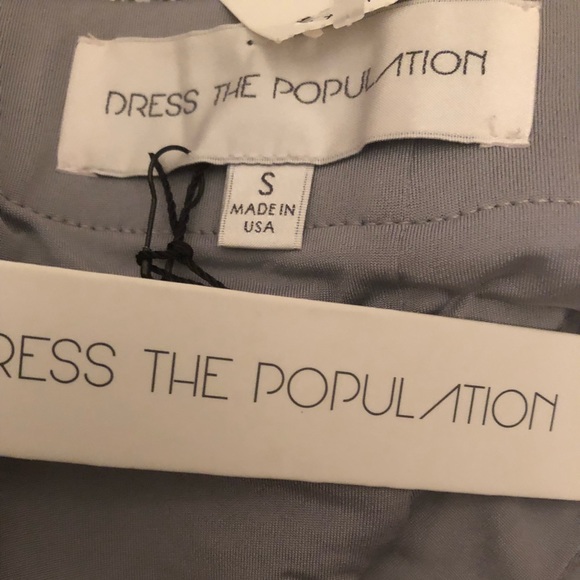 DRESS THE POPULATION
S
MADE IN
USA
RESS THE POPULATION